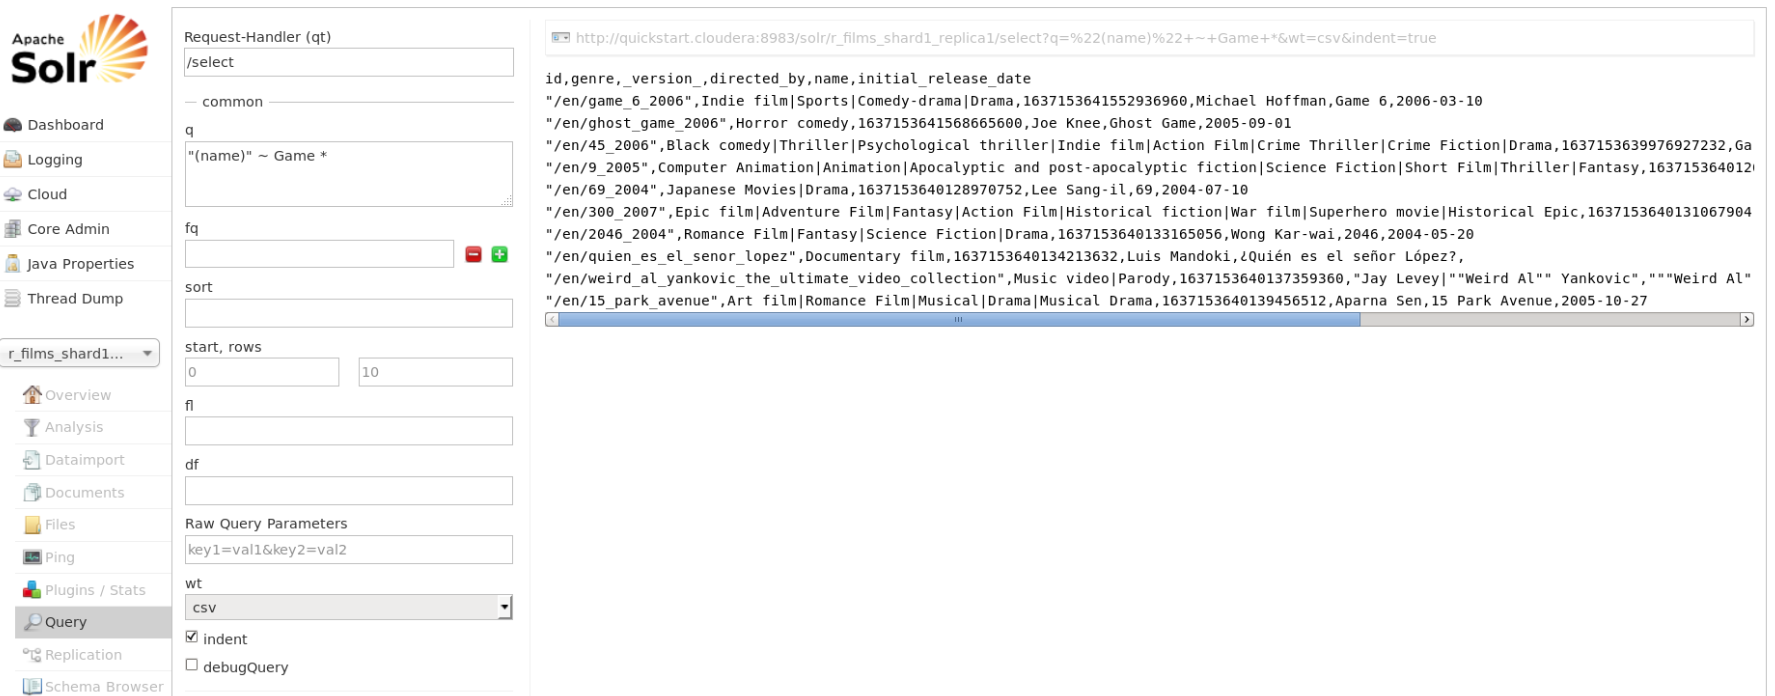 Apache
Solr
Dashboard
Logging
Cloud
Core Admin
Java Properties
Thread Dump
r_films_shard1...
Overview
Analysis
Dataimport
Documents
Files
Ping
Plugins / Stats
Query
Replication
Schema Browser
Request-Handler (qt)
/select
common
q
"(name)" ~ Game *
fq
sort
start, rows
0 10
fl
df
Raw Query Parameters
key1=val1&key2=val2
wt
csv
indent
debugQuery
http://quickstart.cloudera:8983/solr/r_films_shard1_replica1/select?q=%22(name)%22+~+Game+*&wt=csv&indent=true
id,genre,_version_,directed_by,name,initial_release_date
"/en/game_6_2006",Indie film|Sports|Comedy-drama|Drama,1637153641552936960,Michael Hoffman,Game 6,2006-03-10
"/en/ghost_game_2006",Horror comedy,1637153641568665600,Joe Knee,Ghost Game,2005-09-01
"/en/45_2006",Black comedy|Thriller|Psychological thriller|Indie film|Action Film|Crime Thriller|Crime Fiction|Drama,1637153639976927232,Ga
"/en/9_2005",Computer Animation|Animation|Apocalyptic and post-apocalyptic fiction|Science Fiction|Short Film|Thriller|Fantasy,163715364012
"/en/69_2004",Japanese Movies|Drama,1637153640128970752,Lee Sang-il,69,2004-07-10
"/en/300_2007",Epic film|Adventure Film|Fantasy|Action Film|Historical fiction|War film|Superhero movie|Historical Epic,1637153640131067904
"/en/2046_2004",Romance Film|Fantasy|Science Fiction|Drama,1637153640133165056,Wong Kar-wai,2046,2004-05-20
"/en/quien_es_el_senor_lopez",Documentary film,1637153640134213632,Luis Mandoki,¿Quién es el señor López?,
"/en/weird_al_yankovic_the_ultimate_video_collection",Music video|Parody,1637153640137359360,"Jay Levey|""Weird Al"" Yankovic","""Weird Al"
"/en/15_park_avenue",Art film|Romance Film|Musical|Drama|Musical Drama,1637153640139456512,Aparna Sen,15 Park Avenue,2005-10-27